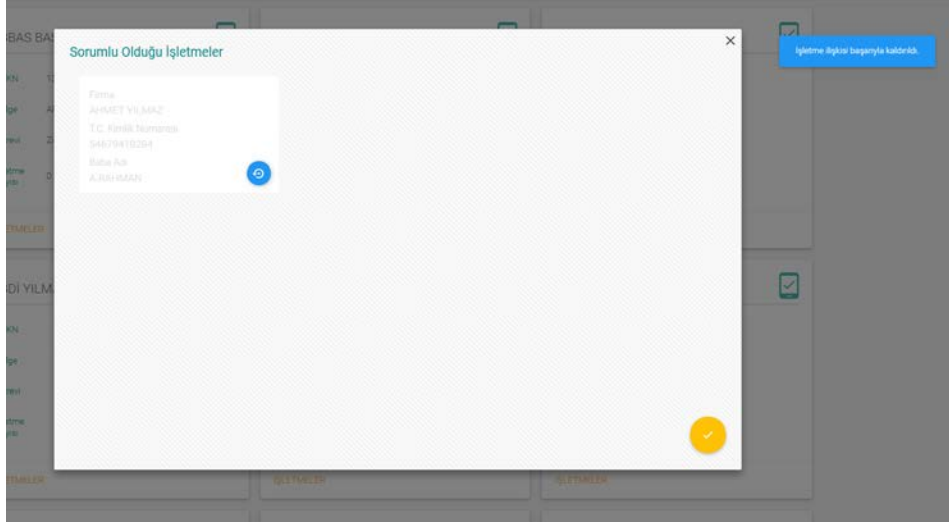 Sorumlu Olduğu İşletmeler
İşletme ilişkisi başarıyla kaldırıldı.
Firma
AHMET YILMAZ
T.C. Kimlik Numarası
54679419264
Baba Adı
A.RAHMAN
İŞLETMELER
İŞLETMELER